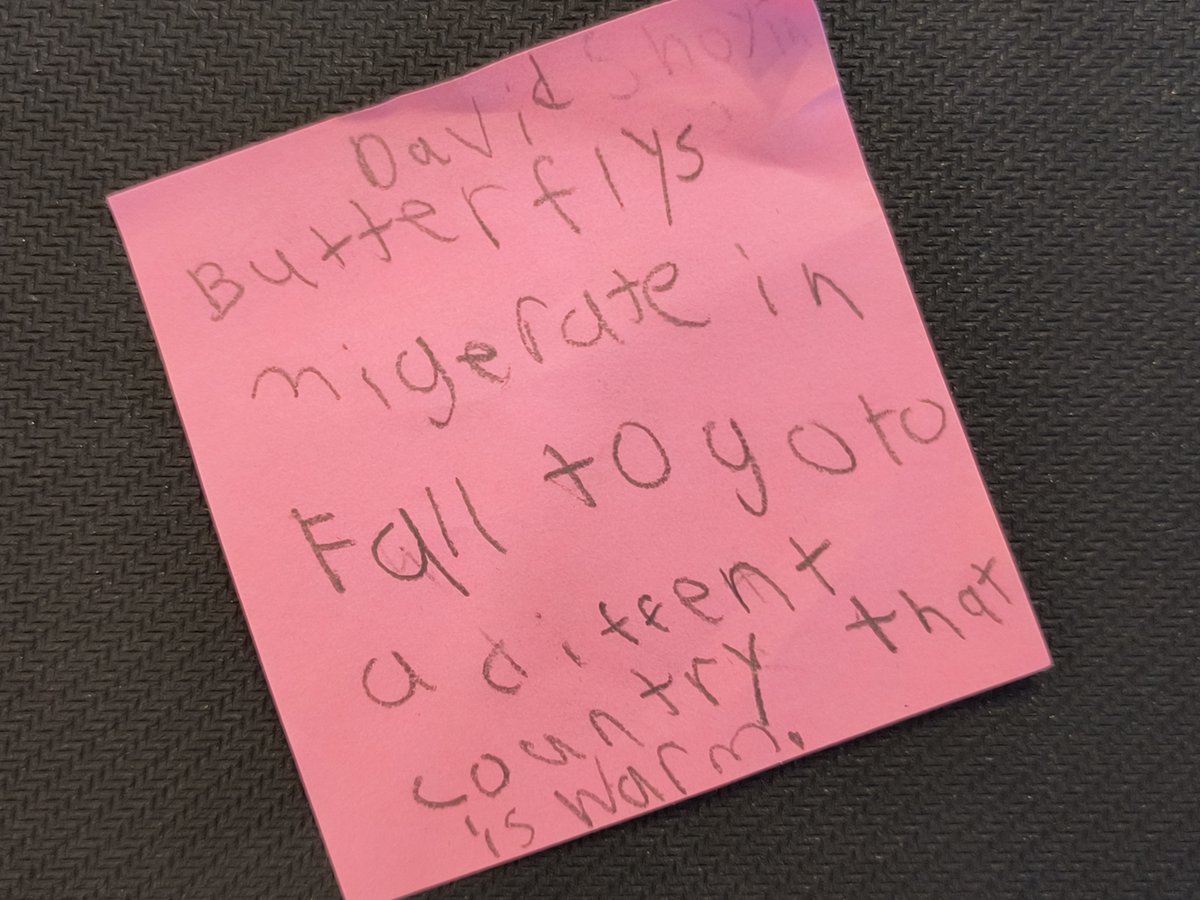 David
Butterflys
migerate in
Fall to go to
a diffent
country that
is warm.